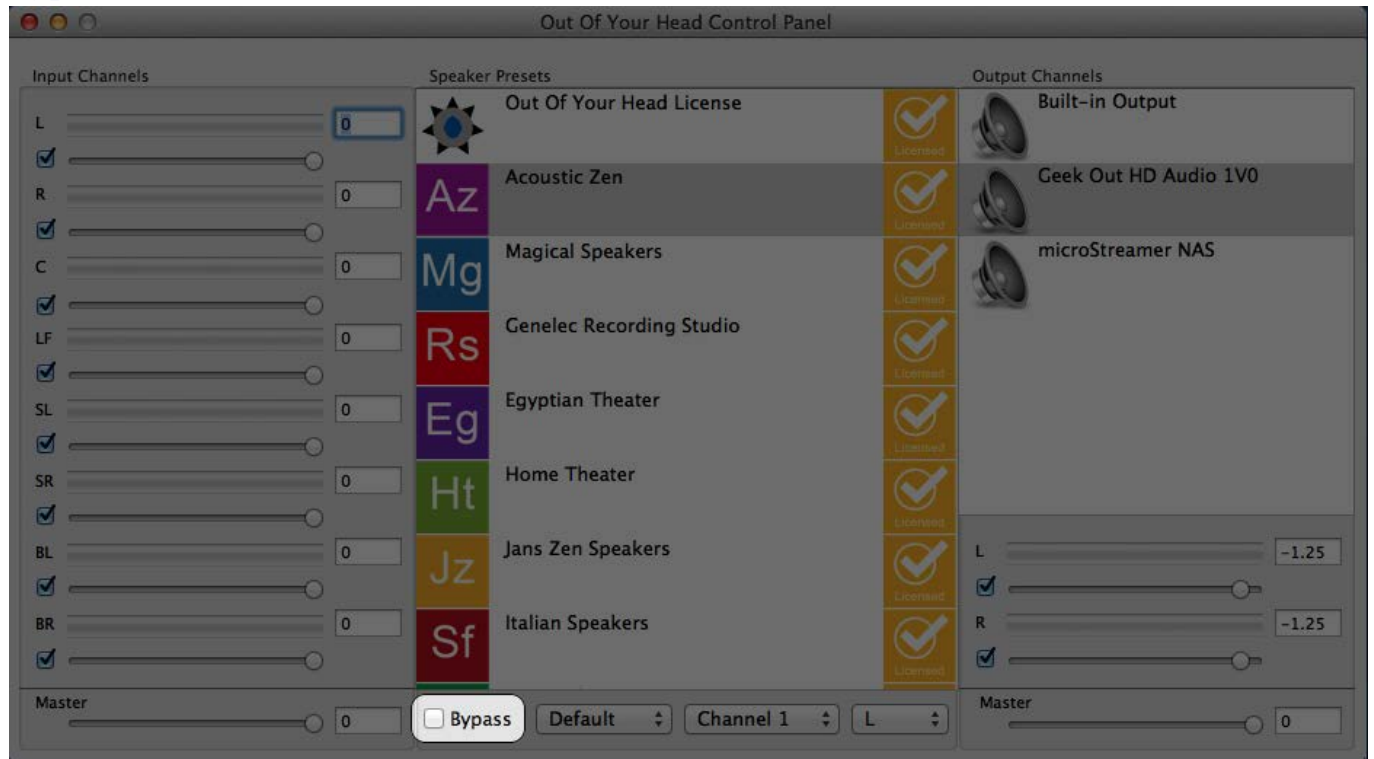 Out Of Your Head Control Panel
Input Channels
L
0
R
0
C
0
LF
0
SL
0
SR
0
BL
0
BR
0
Master
0
Speaker Presets
Out Of Your Head License
Licensed
Az
Acoustic Zen
Licensed
Mg
Magical Speakers
Licensed
Rs
Genelec Recording Studio
Licensed
Eg
Egyptian Theater
Licensed
Ht
Home Theater
Licensed
Jz
Jans Zen Speakers
Licensed
Sf
Italian Speakers
Licensed
Bypass
Default
Channel 1
L
Output Channels
Built-in Output
Geek Out HD Audio 1V0
microStreamer NAS
L
-1.25
R
-1.25
Master
0